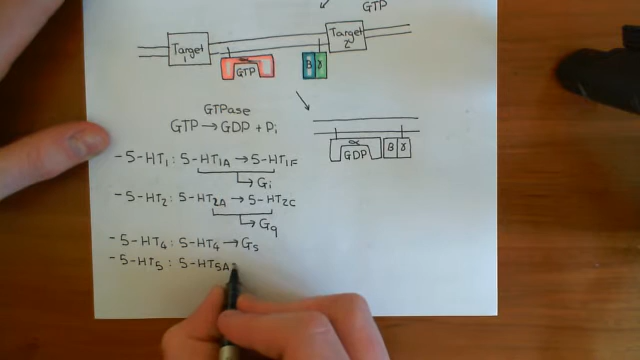 GTP
Target
1
Target
2
α
GTP
β γ
GTPase
GTP → GDP + Pi
α
GDP
β γ
-5-HT1: 5-HT1A → 5-HT1F
→ Gi
-5-HT2: 5-HT2A → 5-HT2C
→ Gq
-5-HT4: 5-HT4 → Gs
-5-HT5: 5-HT5A